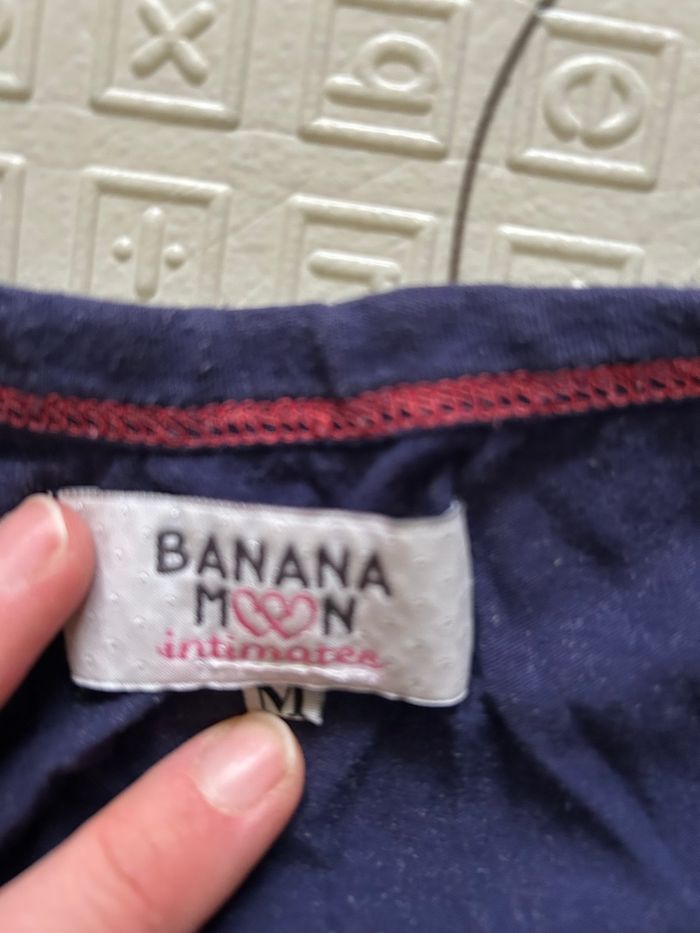 × b e
÷
BANANA
MOON
intimates
M